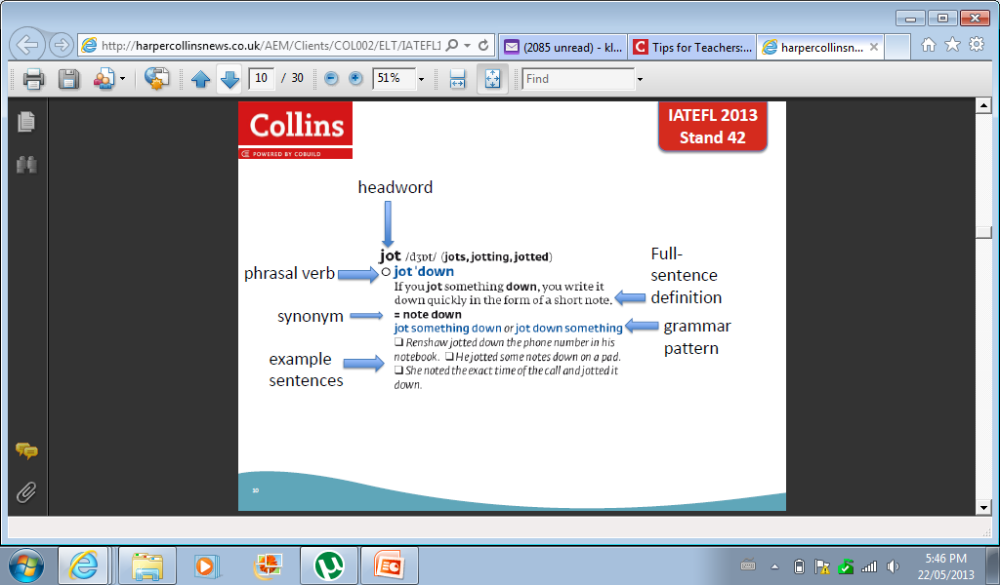 http://harpercollinsnews.co.uk/AEM/Clients/COL002/ELT/IATEFL1
(2085 unread) - kl...
Tips for Teachers:...
harpercollinsn...
10 / 30
51%
Find
Collins
POWERED BY COBUILD
IATEFL 2013
Stand 42
headword
jot /dʒɒt/ (jots, jotting, jotted)
phrasal verb
jot 'down
If you jot something down, you write it
down quickly in the form of a short note.
Full-
sentence
definition
synonym
= note down
jot something down or jot down something
grammar
pattern
example
sentences
Renshaw jotted down the phone number in his
notebook. He jotted some notes down on a pad.
She noted the exact time of the call and jotted it
down.
10
5:46 PM
22/05/2013